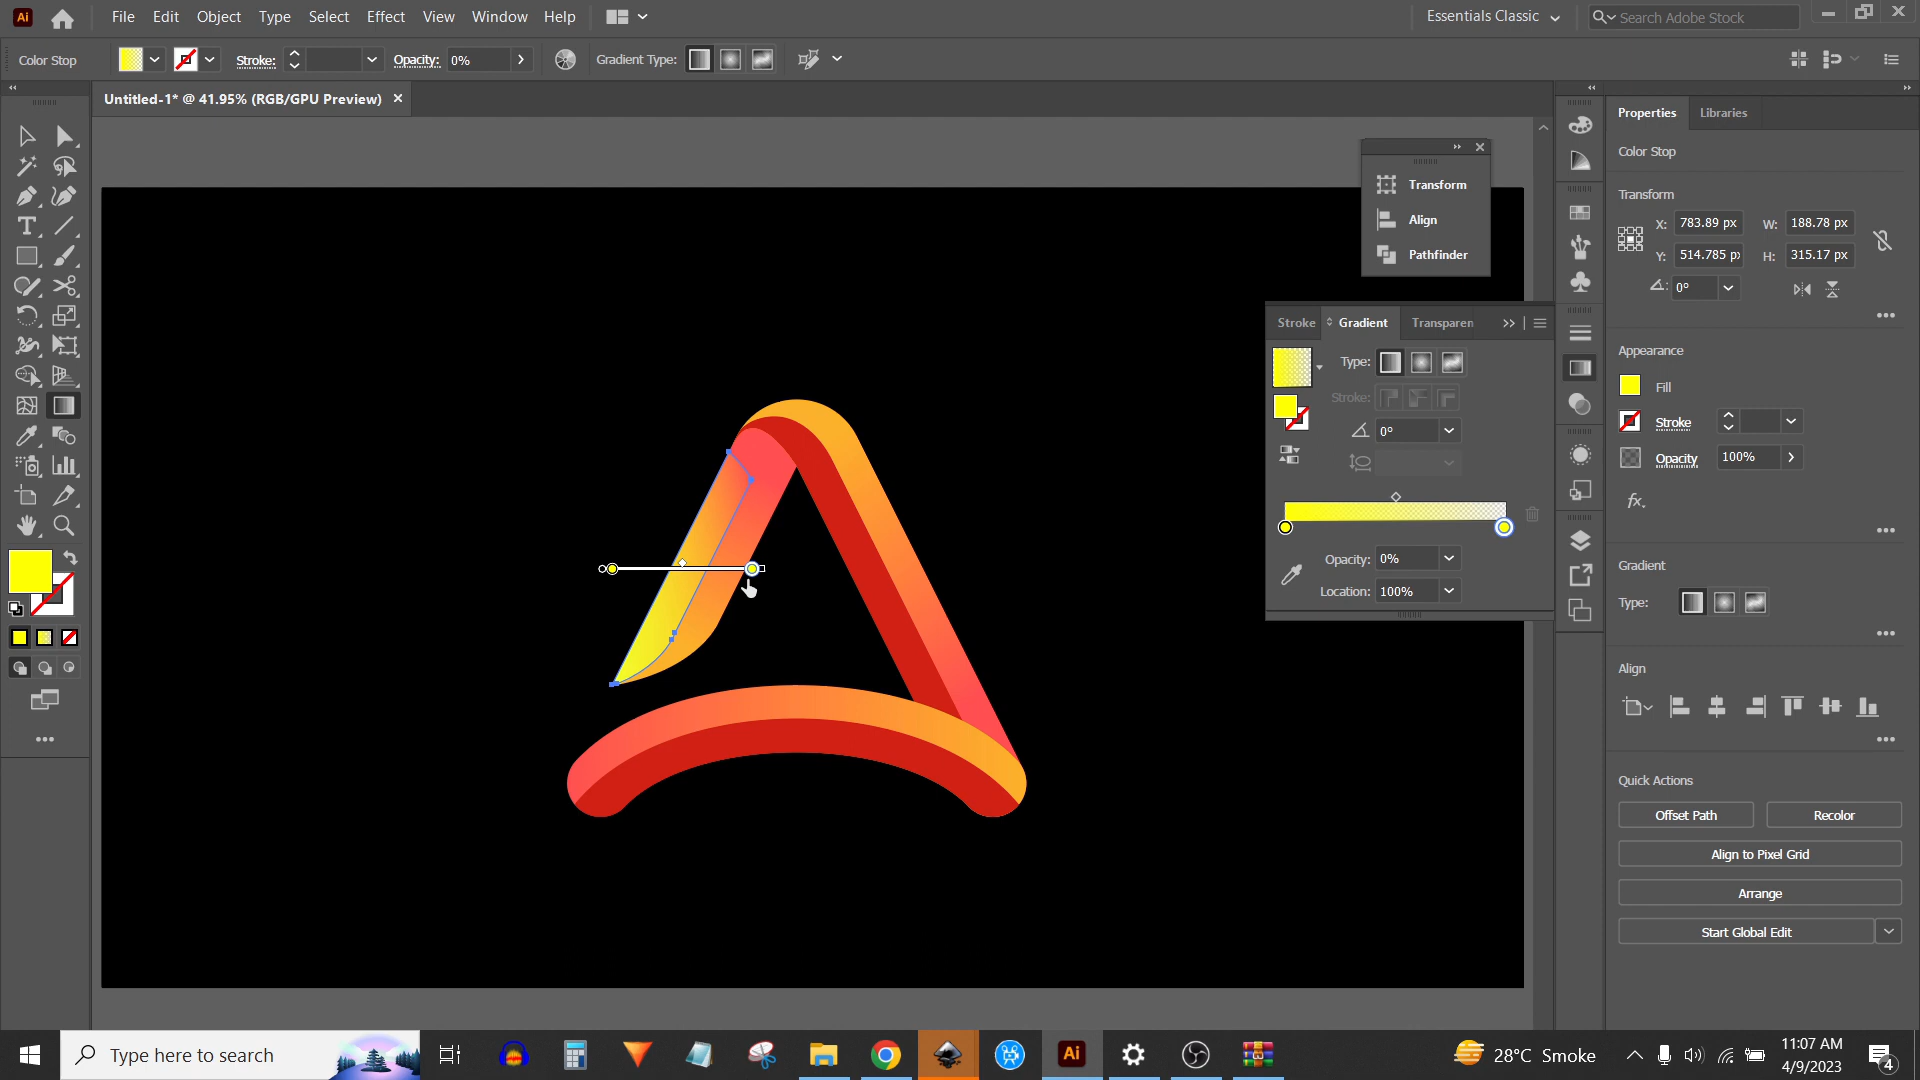 Ai File Edit Object Type Select Effect View Window Help Essentials Classic Search Adobe Stock
Color Stop Stroke: Opacity: 0% Gradient Type:
Untitled-1* @ 41.95% (RGB/GPU Preview)
Transform
Align
Pathfinder
Stroke Gradient Transparen
Type:
Stroke:
0°
Opacity: 0%
Location: 100%
Properties Libraries
Color Stop
Transform
X: 783.89 px W: 188.78 px
Y: 514.785 px H: 315.17 px
0°
Appearance
Fill
Stroke
Opacity 100%
fx.
Gradient
Type:
Align
Quick Actions
Offset Path Recolor
Align to Pixel Grid
Arrange
Start Global Edit
Type here to search
Ai
28°C Smoke
11:07 AM
4/9/2023
4